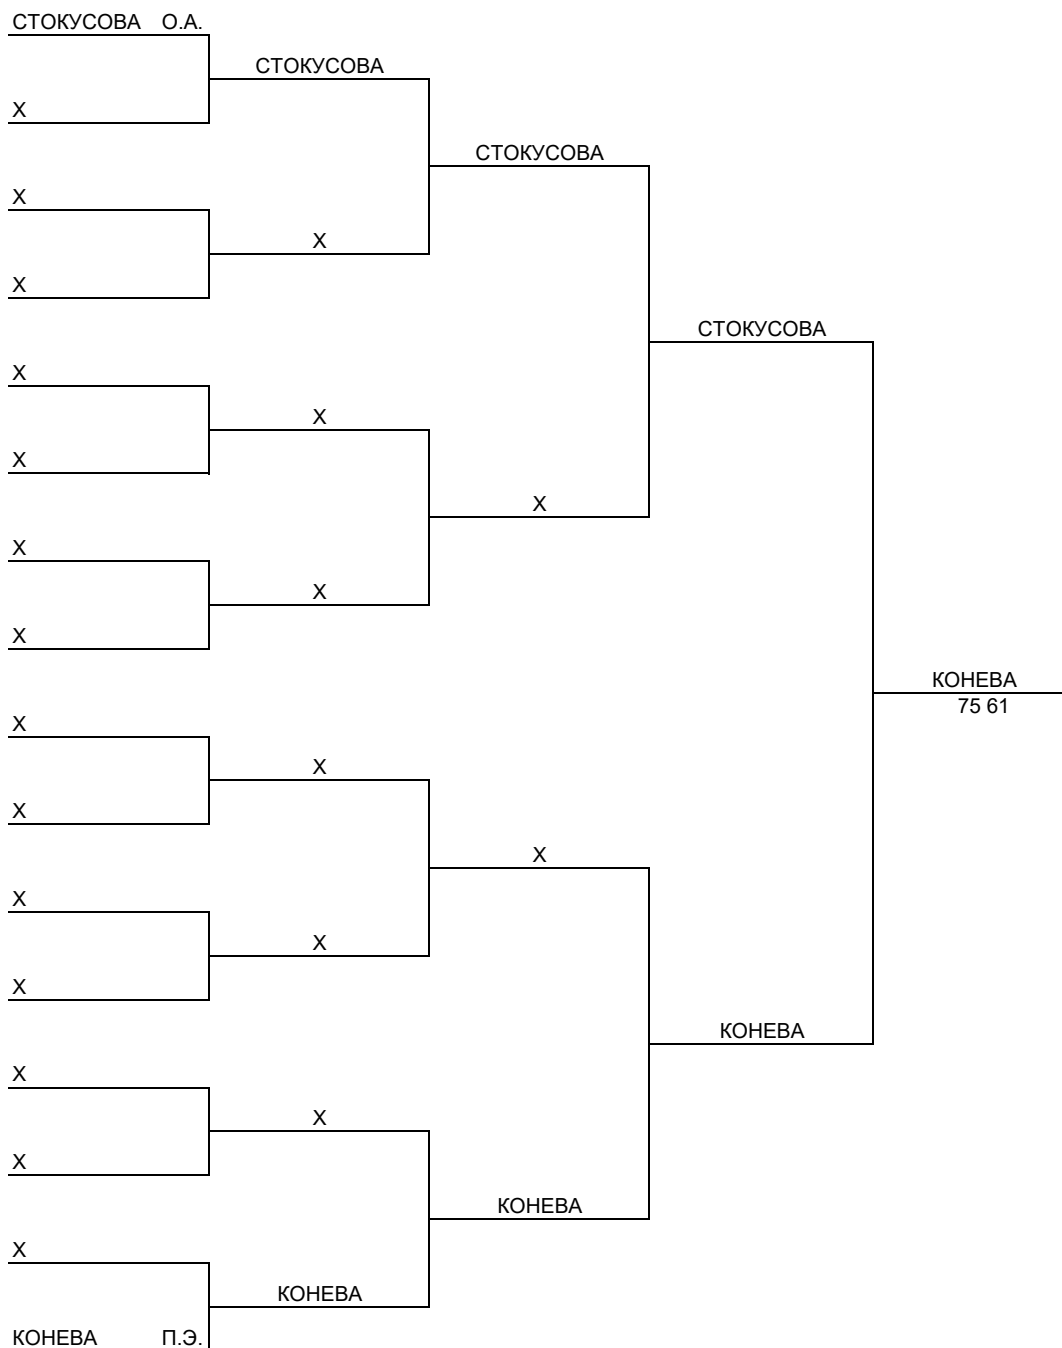 СТОКУСОВА О.А.
СТОКУСОВА
Х
СТОКУСОВА
Х
Х
Х
СТОКУСОВА
Х
Х
Х
Х
Х
Х
Х
КОНЕВА
75 61
Х
Х
Х
Х
Х
Х
Х
КОНЕВА
Х
Х
Х
КОНЕВА
Х
КОНЕВА
КОНЕВА П.Э.